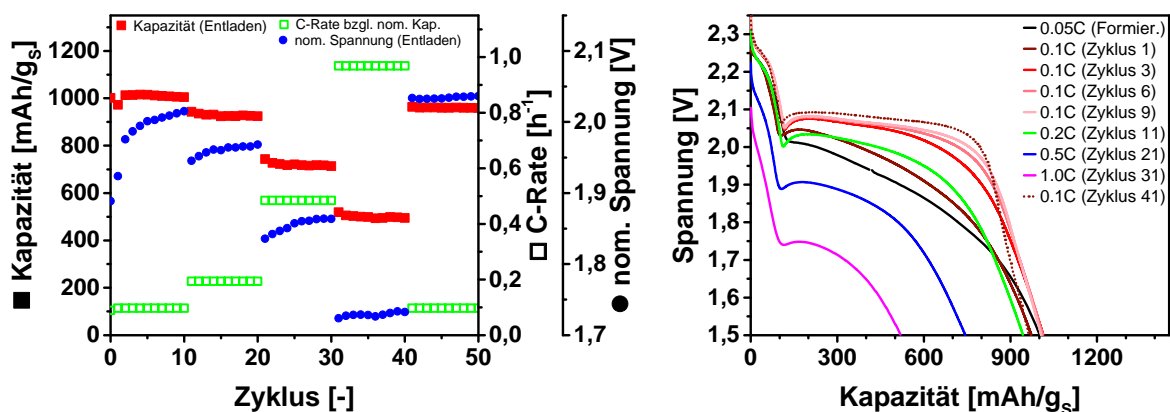 ■ Kapazität [mAh/gS]
1300
1200
1000
800
600
400
200
0
0
10
20
30
40
50
Zyklus [-]
Kapazität (Entladen)
C-Rate bzgl. nom. Kap.
nom. Spannung (Entladen)
1,0
0,8
0,6
0,4
0,2
0,0
□ C-Rate [h-1]
2,1
2,0
1,9
1,8
1,7
● nom. Spannung [V]
Spannung [V]
2,3
2,2
2,1
2,0
1,9
1,8
1,7
1,6
1,5
0
300
600
900
1200
Kapazität [mAh/gS]
0.05C (Formier.)
0.1C (Zyklus 1)
0.1C (Zyklus 3)
0.1C (Zyklus 6)
0.1C (Zyklus 9)
0.2C (Zyklus 11)
0.5C (Zyklus 21)
1.0C (Zyklus 31)
0.1C (Zyklus 41)